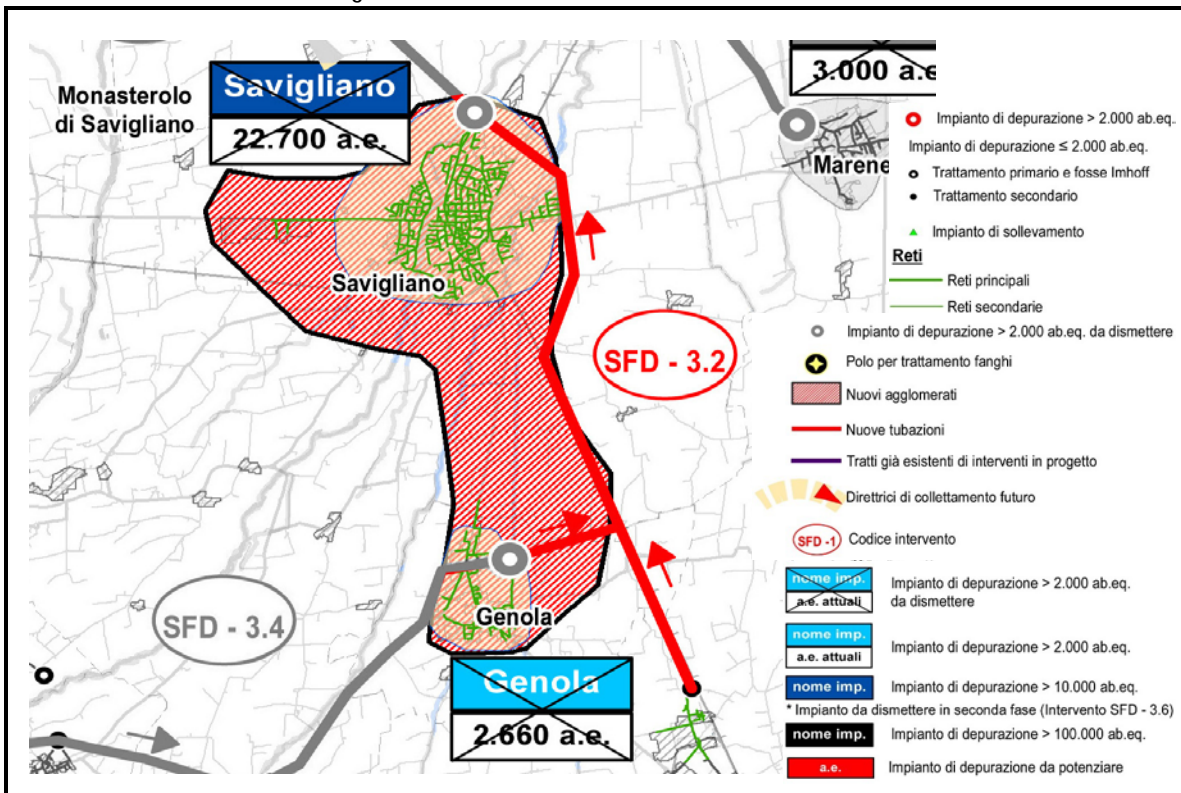 Savigliano
22.700 a.e.
Monasterolo
di Savigliano
3.000 a.e
Marene
Savigliano
SFD - 3.2
SFD - 3.4
Genola
Genola
2.660 a.e.
Impianto di depurazione > 2.000 ab.eq.
Impianto di depurazione ≤ 2.000 ab.eq.
Trattamento primario e fosse Imhoff
Trattamento secondario
Impianto di sollevamento
Reti
Reti principali
Reti secondarie
Impianto di depurazione > 2.000 ab.eq. da dismettere
Polo per trattamento fanghi
Nuovi agglomerati
Nuove tubazioni
Tratti già esistenti di interventi in progetto
Direttrici di collettamento futuro
SFD -1 Codice intervento
nome imp.
a.e. attuali
Impianto di depurazione > 2.000 ab.eq.
da dismettere
nome imp.
a.e. attuali
Impianto di depurazione > 2.000 ab.eq.
nome imp. Impianto di depurazione > 10.000 ab.eq.
* Impianto da dismettere in seconda fase (Intervento SFD - 3.6)
nome imp. Impianto di depurazione > 100.000 ab.eq.
a.e. Impianto di depurazione da potenziare